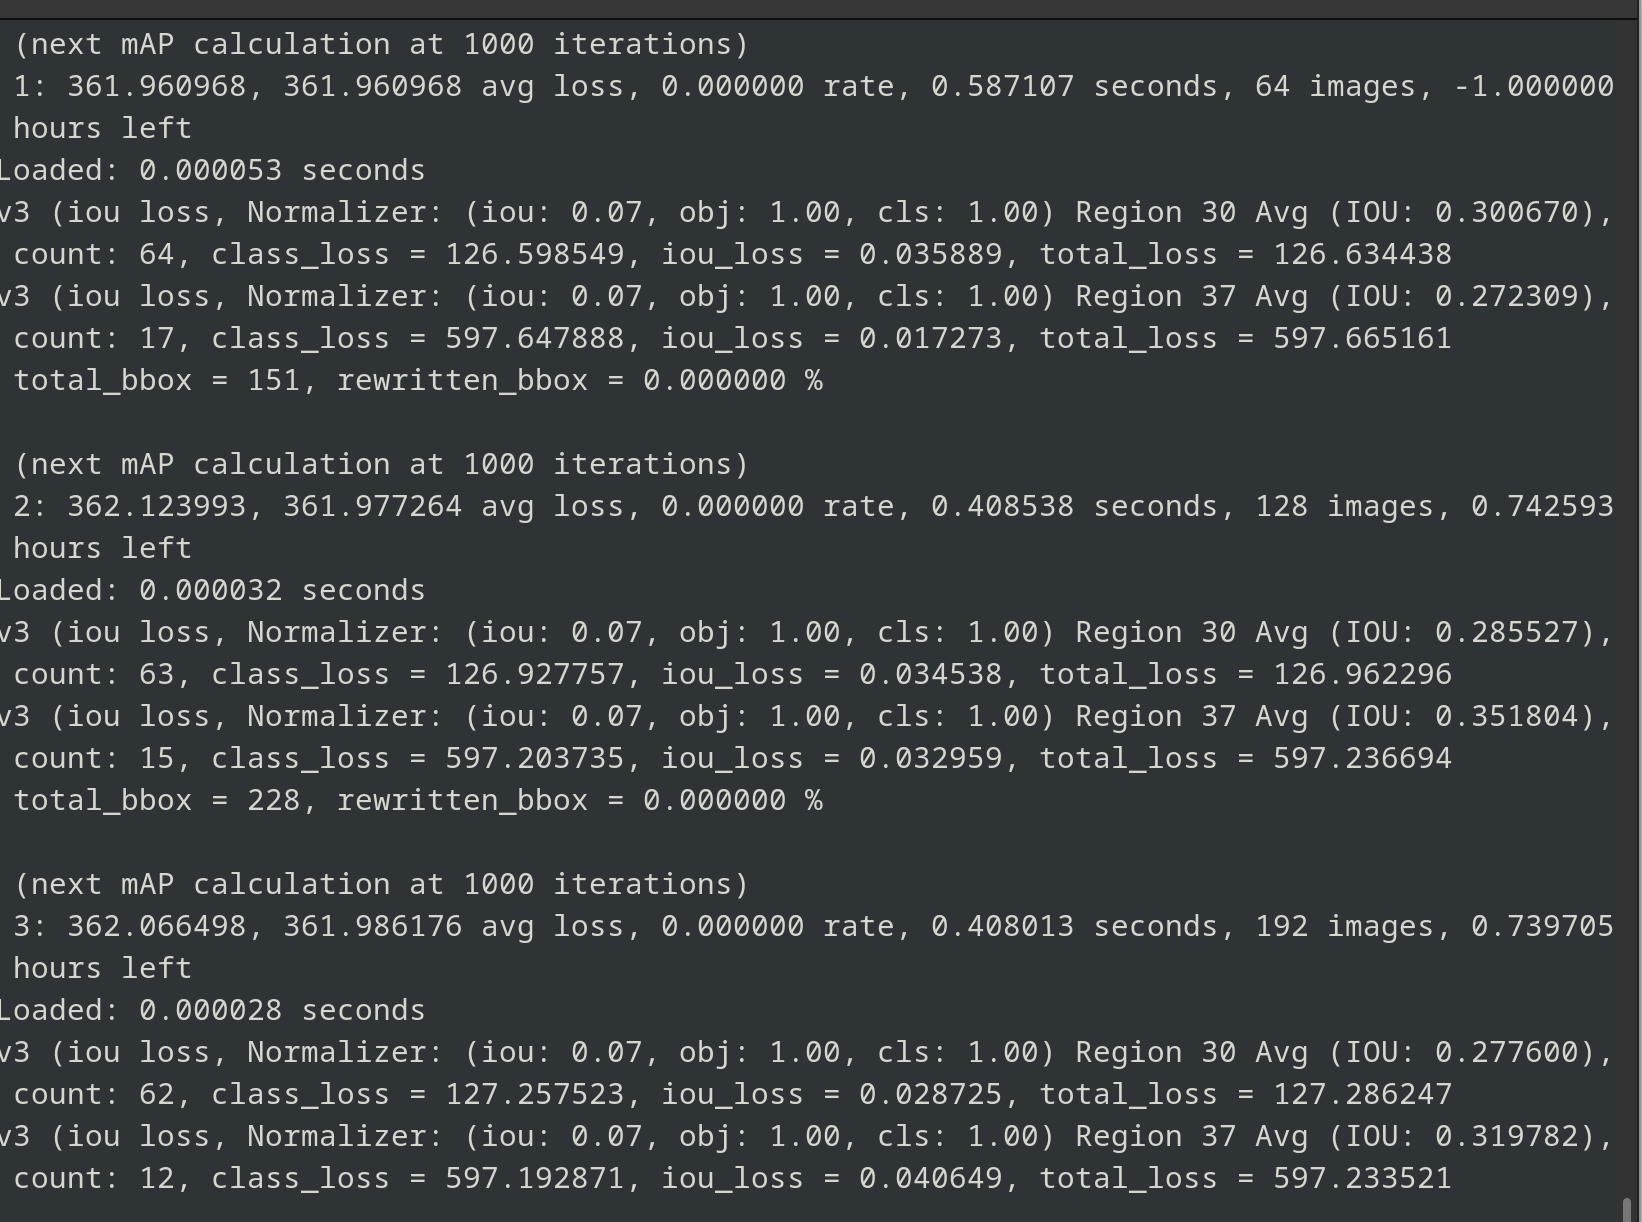 (next mAP calculation at 1000 iterations)
1: 361.960968, 361.960968 avg loss, 0.000000 rate, 0.587107 seconds, 64 images, -1.000000
hours left
Loaded: 0.000053 seconds
v3 (iou loss, Normalizer: (iou: 0.07, obj: 1.00, cls: 1.00) Region 30 Avg (IOU: 0.300670),
count: 64, class_loss = 126.598549, iou_loss = 0.035889, total_loss = 126.634438
v3 (iou loss, Normalizer: (iou: 0.07, obj: 1.00, cls: 1.00) Region 37 Avg (IOU: 0.272309),
count: 17, class_loss = 597.647888, iou_loss = 0.017273, total_loss = 597.665161
total_bbox = 151, rewritten_bbox = 0.000000 %
(next mAP calculation at 1000 iterations)
2: 362.123993, 361.977264 avg loss, 0.000000 rate, 0.408538 seconds, 128 images, 0.742593
hours left
Loaded: 0.000032 seconds
v3 (iou loss, Normalizer: (iou: 0.07, obj: 1.00, cls: 1.00) Region 30 Avg (IOU: 0.285527),
count: 63, class_loss = 126.927757, iou_loss = 0.034538, total_loss = 126.962296
v3 (iou loss, Normalizer: (iou: 0.07, obj: 1.00, cls: 1.00) Region 37 Avg (IOU: 0.351804),
count: 15, class_loss = 597.203735, iou_loss = 0.032959, total_loss = 597.236694
total_bbox = 228, rewritten_bbox = 0.000000 %
(next mAP calculation at 1000 iterations)
3: 362.066498, 361.986176 avg loss, 0.000000 rate, 0.408013 seconds, 192 images, 0.739705
hours left
Loaded: 0.000028 seconds
v3 (iou loss, Normalizer: (iou: 0.07, obj: 1.00, cls: 1.00) Region 30 Avg (IOU: 0.277600),
count: 62, class_loss = 127.257523, iou_loss = 0.028725, total_loss = 127.286247
v3 (iou loss, Normalizer: (iou: 0.07, obj: 1.00, cls: 1.00) Region 37 Avg (IOU: 0.319782),
count: 12, class_loss = 597.192871, iou_loss = 0.040649, total_loss = 597.233521